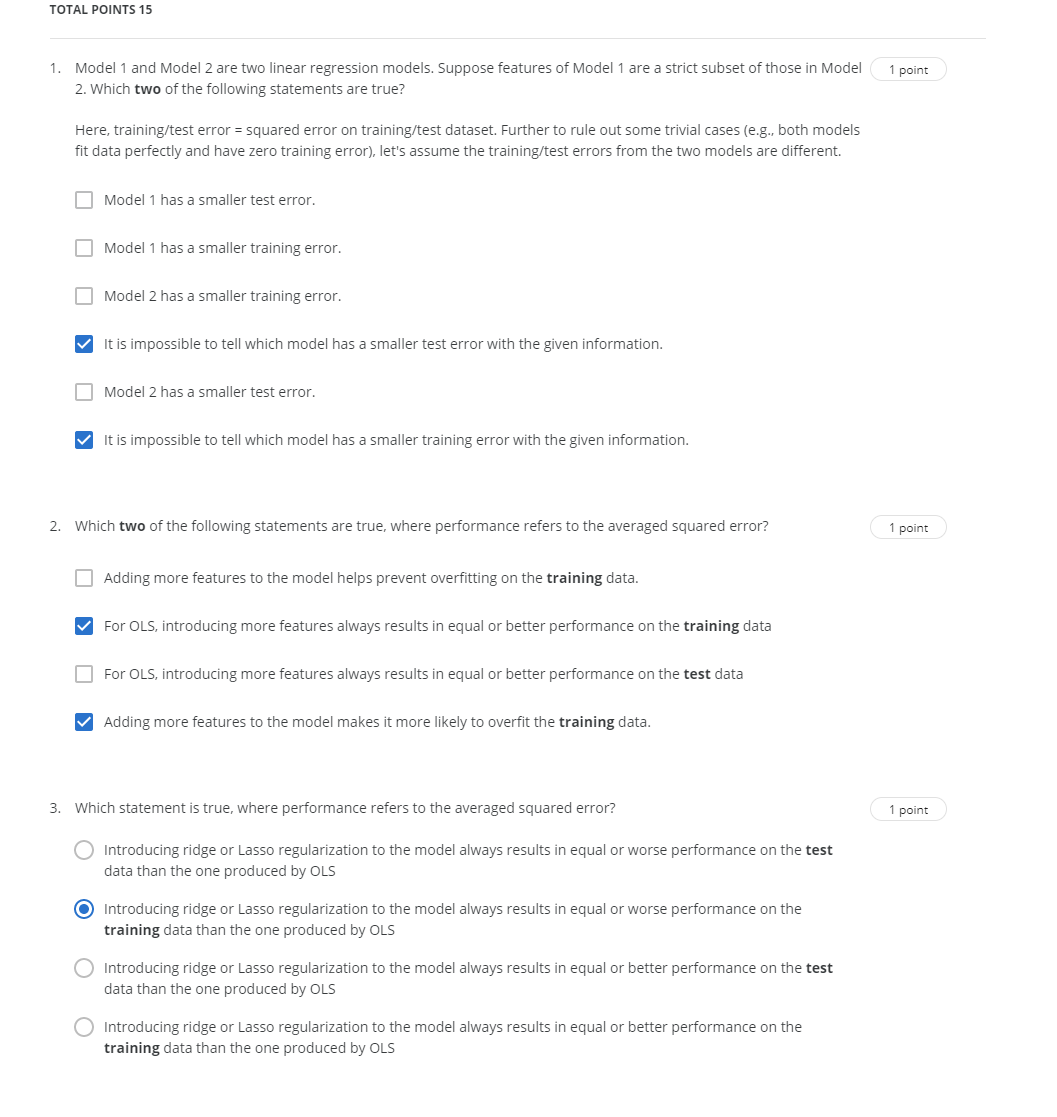 TOTAL POINTS 15
1. Model 1 and Model 2 are two linear regression models. Suppose features of Model 1 are a strict subset of those in Model 1 point
2. Which two of the following statements are true?
Here, training/test error = squared error on training/test dataset. Further to rule out some trivial cases (e.g., both models
fit data perfectly and have zero training error), let's assume the training/test errors from the two models are different.
Model 1 has a smaller test error.
Model 1 has a smaller training error.
Model 2 has a smaller training error.
It is impossible to tell which model has a smaller test error with the given information.
Model 2 has a smaller test error.
It is impossible to tell which model has a smaller training error with the given information.
2. Which two of the following statements are true, where performance refers to the averaged squared error? 1 point
Adding more features to the model helps prevent overfitting on the training data.
For OLS, introducing more features always results in equal or better performance on the training data
For OLS, introducing more features always results in equal or better performance on the test data
Adding more features to the model makes it more likely to overfit the training data.
3. Which statement is true, where performance refers to the averaged squared error? 1 point
Introducing ridge or Lasso regularization to the model always results in equal or worse performance on the test
data than the one produced by OLS
Introducing ridge or Lasso regularization to the model always results in equal or worse performance on the
training data than the one produced by OLS
Introducing ridge or Lasso regularization to the model always results in equal or better performance on the test
data than the one produced by OLS
Introducing ridge or Lasso regularization to the model always results in equal or better performance on the
training data than the one produced by OLS